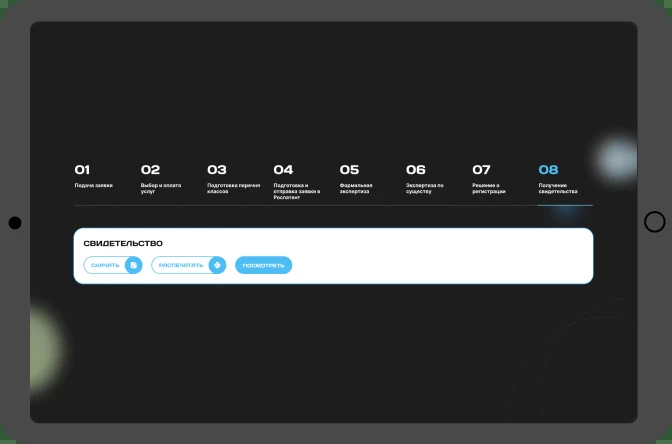 01 02 03 04 05 06 07 08
Подача заявки
Выбор и оплата
услуг
Подготовка перечня
классов
Подготовка и
отправка заявки в
Роспатент
Формальная
экспертиза
Экспертиза по
существу
Решение о
регистрации
Получение
свидетельства
СВИДЕТЕЛЬСТВО
СКАЧАТЬ РАСПЕЧАТАТЬ ПОСМОТРЕТЬ